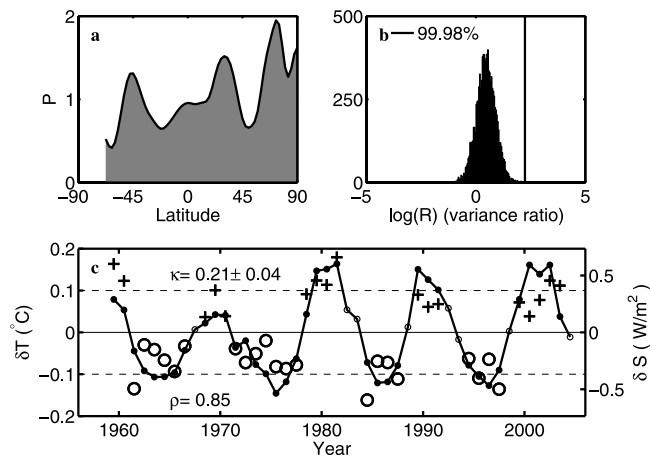 a
P
2
1
0
−90 −45 0 45 90
Latitude
b
99.98%
500
250
0
−5 0 5
log(R) (variance ratio)
c
κ= 0.21± 0.04
ρ= 0.85
δT (°C)
0.2
0.1
0
−0.1
−0.2
1960 1970 1980 1990 2000
Year
0.5
0
−0.5
δ S (W/m²)